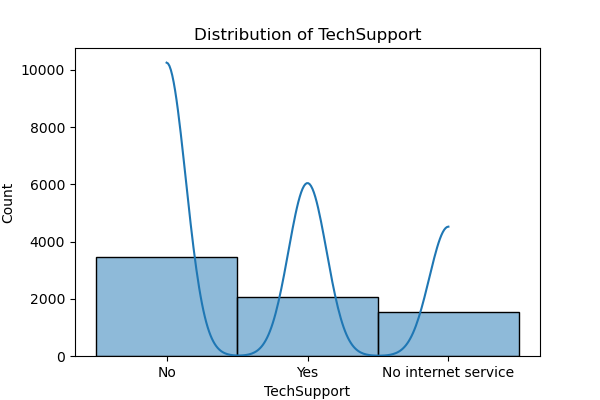 Distribution of TechSupport
10000
8000
6000
4000
2000
0
Count
No Yes No internet service
TechSupport